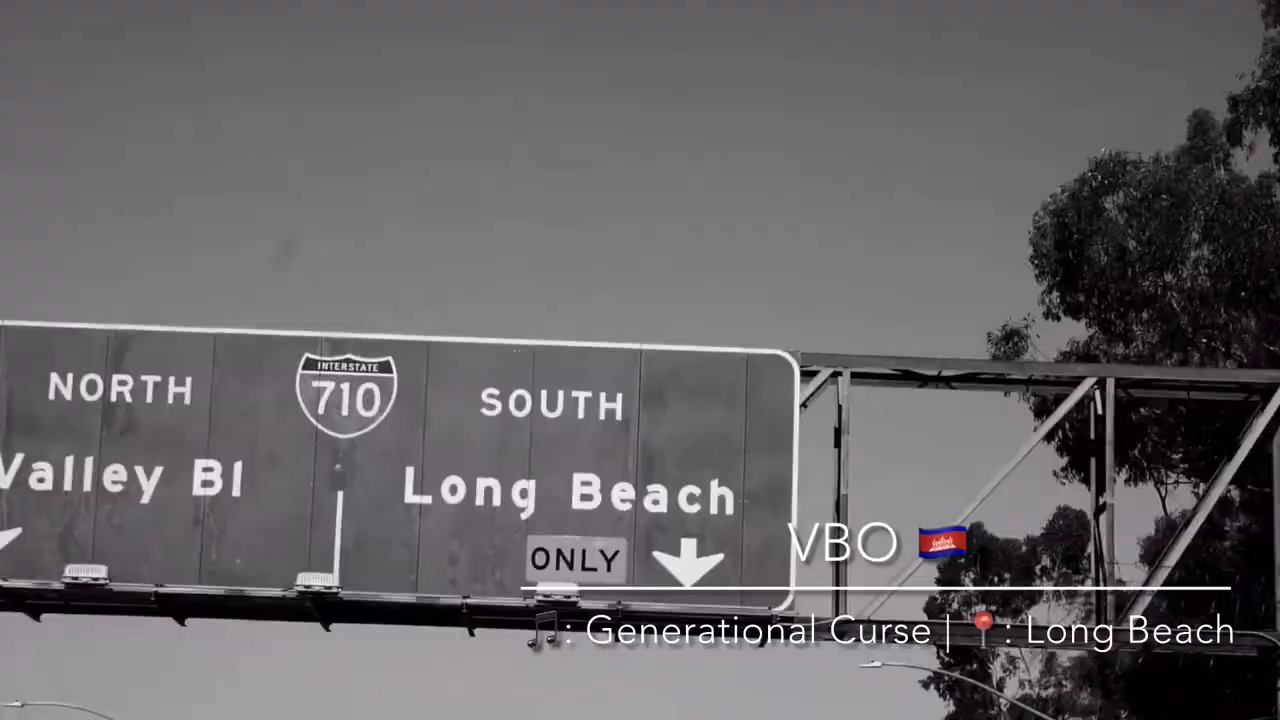 NORTH
Valley Bl
INTERSTATE
710
SOUTH
Long Beach
ONLY
VBO 🇰🇭
🎵: Generational Curse | 📍: Long Beach